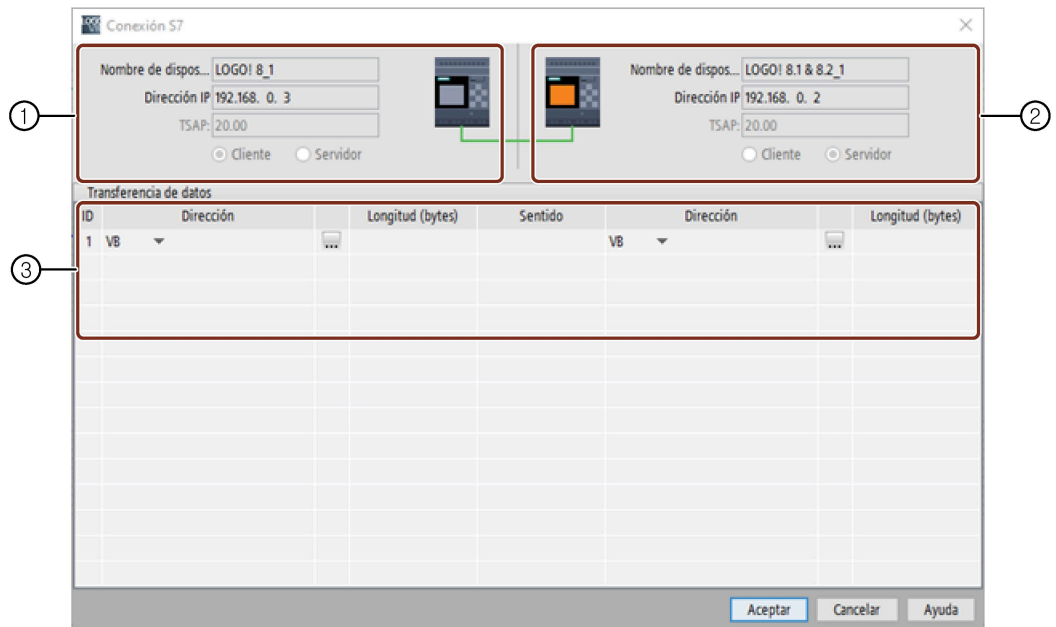 Conexión S7
Nombre de dispos... LOGO! 8_1
Dirección IP 192.168. 0. 3
TSAP: 20.00
Cliente Servidor
Nombre de dispos... LOGO! 8.1 & 8.2_1
Dirección IP 192.168. 0. 2
TSAP: 20.00
Cliente Servidor
1
2
Transferencia de datos
ID Dirección Longitud (bytes) Sentido Dirección Longitud (bytes)
1 VB ... VB ...
3
Aceptar Cancelar Ayuda